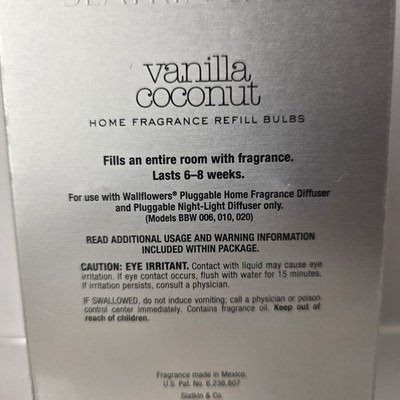 vanilla
coconut
HOME FRAGRANCE REFILL BULBS
Fills an entire room with fragrance.
Lasts 6–8 weeks.
For use with Wallflowers® Pluggable Home Fragrance Diffuser
and Pluggable Night-Light Diffuser only.
(Models BBW 006, 010, 020)
READ ADDITIONAL USAGE AND WARNING INFORMATION
INCLUDED WITHIN PACKAGE.
CAUTION: EYE IRRITANT. Contact with liquid may cause eye
irritation. If eye contact occurs, flush with water for 15 minutes.
If irritation persists, consult a physician.
IF SWALLOWED, do not induce vomiting; call a physician or poison
control center immediately. Contains fragrance oil. Keep out of
reach of children.
Fragrance made in Mexico.
U.S. Pat. No. 6,236,807
Slatkin & Co.